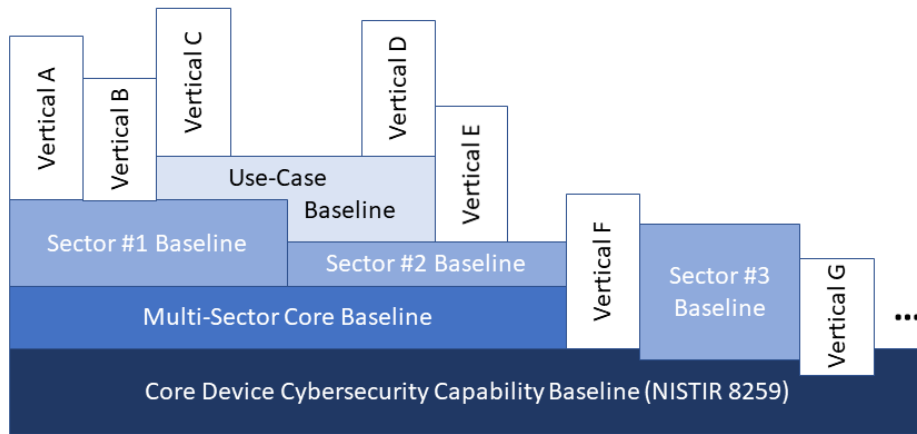 Vertical A
Vertical B
Vertical C
Vertical D
Vertical E
Use-Case
Baseline
Sector #1 Baseline
Sector #2 Baseline
Vertical F
Sector #3
Baseline
Vertical G
...
Multi-Sector Core Baseline
Core Device Cybersecurity Capability Baseline (NISTIR 8259)